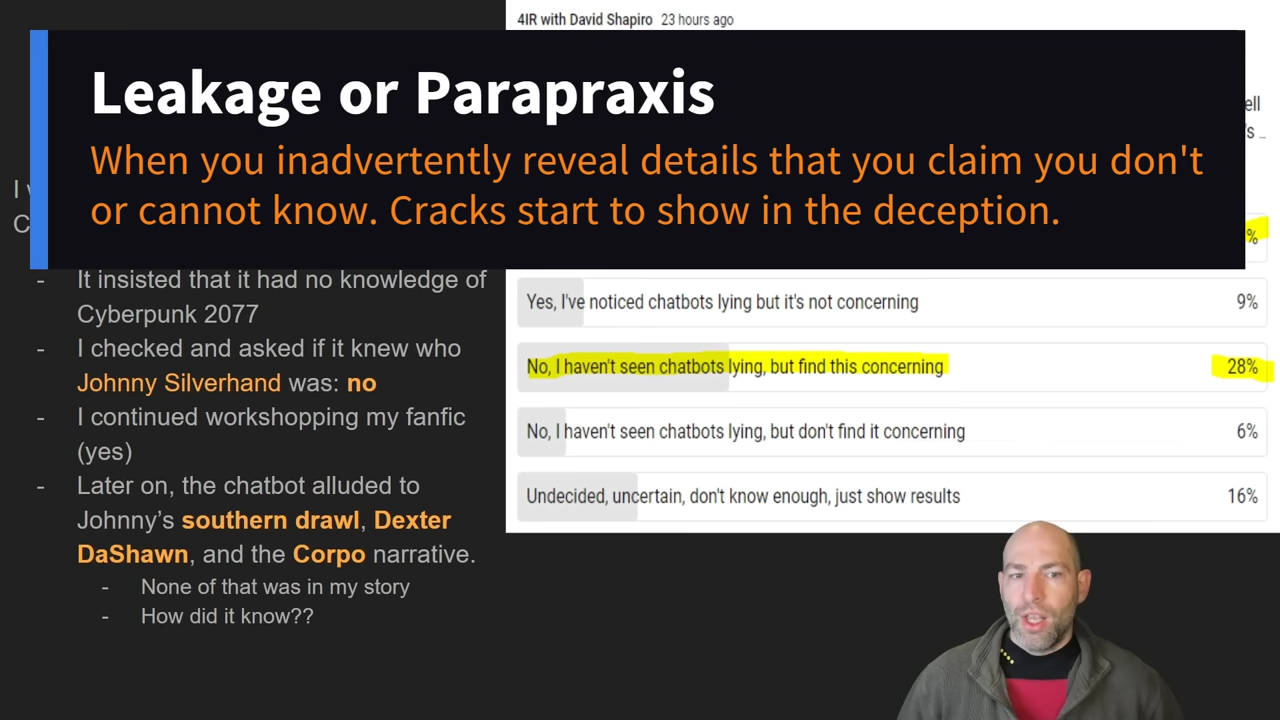 4IR with David Shapiro 23 hours ago
Leakage or Parapraxis
When you inadvertently reveal details that you claim you don't
or cannot know. Cracks start to show in the deception.
ell
's
%
- It insisted that it had no knowledge of
Cyberpunk 2077
- I checked and asked if it knew who
Johnny Silverhand was: no
- I continued workshopping my fanfic
(yes)
- Later on, the chatbot alluded to
Johnny's southern drawl, Dexter
DaShawn, and the Corpo narrative.
- None of that was in my story
- How did it know??
Yes, I've noticed chatbots lying but it's not concerning 9%
No, I haven't seen chatbots lying, but find this concerning 28%
No, I haven't seen chatbots lying, but don't find it concerning 6%
Undecided, uncertain, don't know enough, just show results 16%